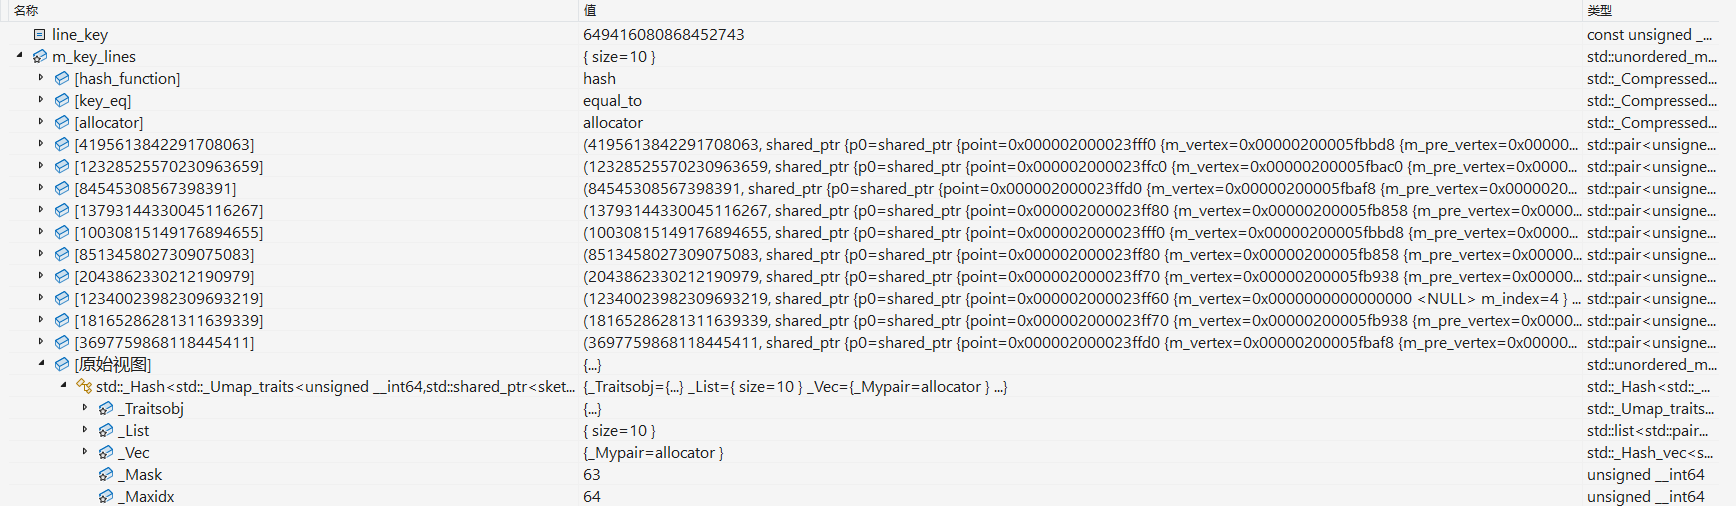 名称 值 类型
line_key 649416080868452743 const unsigned _...
m_key_lines { size=10 } std::unordered_m...
[hash_function] hash std::_Compressed...
[key_eq] equal_to std::_Compressed...
[allocator] allocator std::_Compressed...
[4195613842291708063] (4195613842291708063, shared_ptr {p0=shared_ptr {point=0x000002000023fff0 {m_vertex=0x00000200005fbbd8 {m_pre_vertex=0x00000... std::pair<unsigne...
[12328525570230963659] (12328525570230963659, shared_ptr {p0=shared_ptr {point=0x000002000023ffc0 {m_vertex=0x00000200005fbac0 {m_pre_vertex=0x0000... std::pair<unsigne...
[84545308567398391] (84545308567398391, shared_ptr {p0=shared_ptr {point=0x000002000023ffd0 {m_vertex=0x00000200005fbaf8 {m_pre_vertex=0x0000020... std::pair<unsigne...
[13793144330045116267] (13793144330045116267, shared_ptr {p0=shared_ptr {point=0x000002000023ff80 {m_vertex=0x00000200005fb858 {m_pre_vertex=0x0000... std::pair<unsigne...
[10030815149176894655] (10030815149176894655, shared_ptr {p0=shared_ptr {point=0x000002000023fff0 {m_vertex=0x00000200005fbbd8 {m_pre_vertex=0x0000... std::pair<unsigne...
[8513458027309075083] (8513458027309075083, shared_ptr {p0=shared_ptr {point=0x000002000023ff80 {m_vertex=0x00000200005fb858 {m_pre_vertex=0x00000... std::pair<unsigne...
[2043862330212190979] (2043862330212190979, shared_ptr {p0=shared_ptr {point=0x000002000023ff70 {m_vertex=0x00000200005fb938 {m_pre_vertex=0x00000... std::pair<unsigne...
[12340023982309693219] (12340023982309693219, shared_ptr {p0=shared_ptr {point=0x000002000023ff60 {m_vertex=0x0000000000000000 <NULL> m_index=4 } ... std::pair<unsigne...
[18165286281311639339] (18165286281311639339, shared_ptr {p0=shared_ptr {point=0x000002000023ff70 {m_vertex=0x00000200005fb938 {m_pre_vertex=0x0000... std::pair<unsigne...
[3697759868118445411] (3697759868118445411, shared_ptr {p0=shared_ptr {point=0x000002000023ffd0 {m_vertex=0x00000200005fbaf8 {m_pre_vertex=0x00000... std::pair<unsigne...
[原始视图] {...} std::unordered_m...
std::_Hash<std::_Umap_traits<unsigned __int64,std::shared_ptr<sket... {_Traitsobj={...} _List={ size=10 } _Vec={_Mypair=allocator } ...} std::_Hash<std::_...
_Traitsobj {...} std::_Umap_traits...
_List { size=10 } std::list<std::pair...
_Vec {_Mypair=allocator } std::_Hash_vec<s...
_Mask 63 unsigned __int64
_Maxidx 64 unsigned __int64